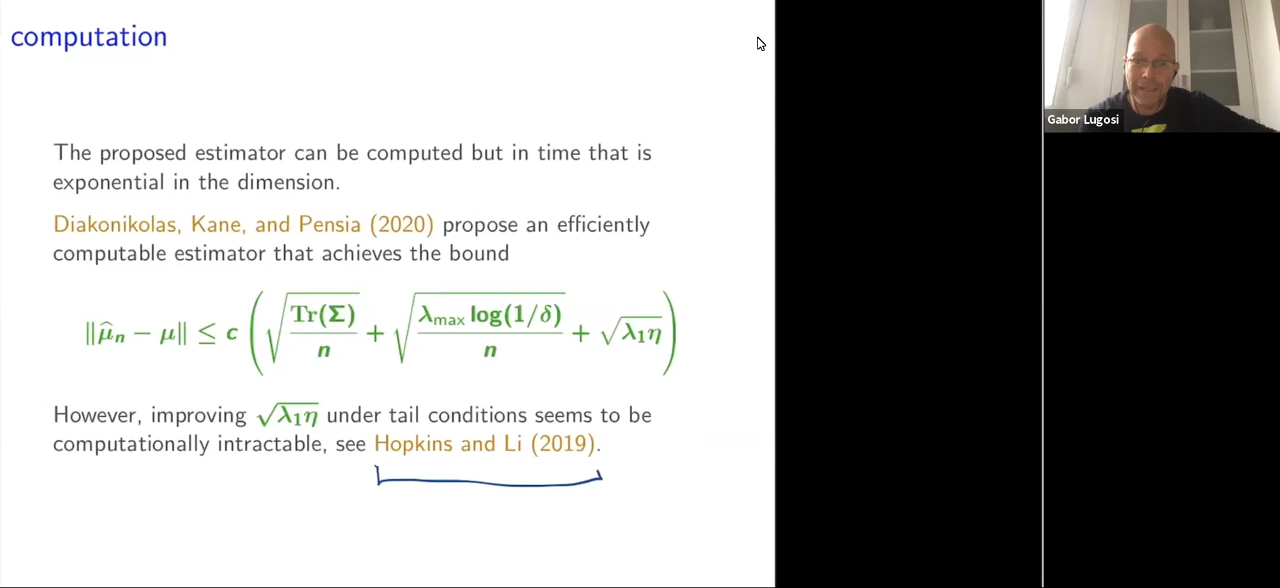 computation
The proposed estimator can be computed but in time that is
exponential in the dimension.
Diakonikolas, Kane, and Pensia (2020) propose an efficiently
computable estimator that achieves the bound
‖μ̂ₙ − μ‖ ≤ c ( √(Tr(Σ)/n) + √(λmax log(1/δ)/n) + √(λ₁η) )
However, improving √(λ₁η) under tail conditions seems to be
computationally intractable, see Hopkins and Li (2019).
Gabor Lugosi